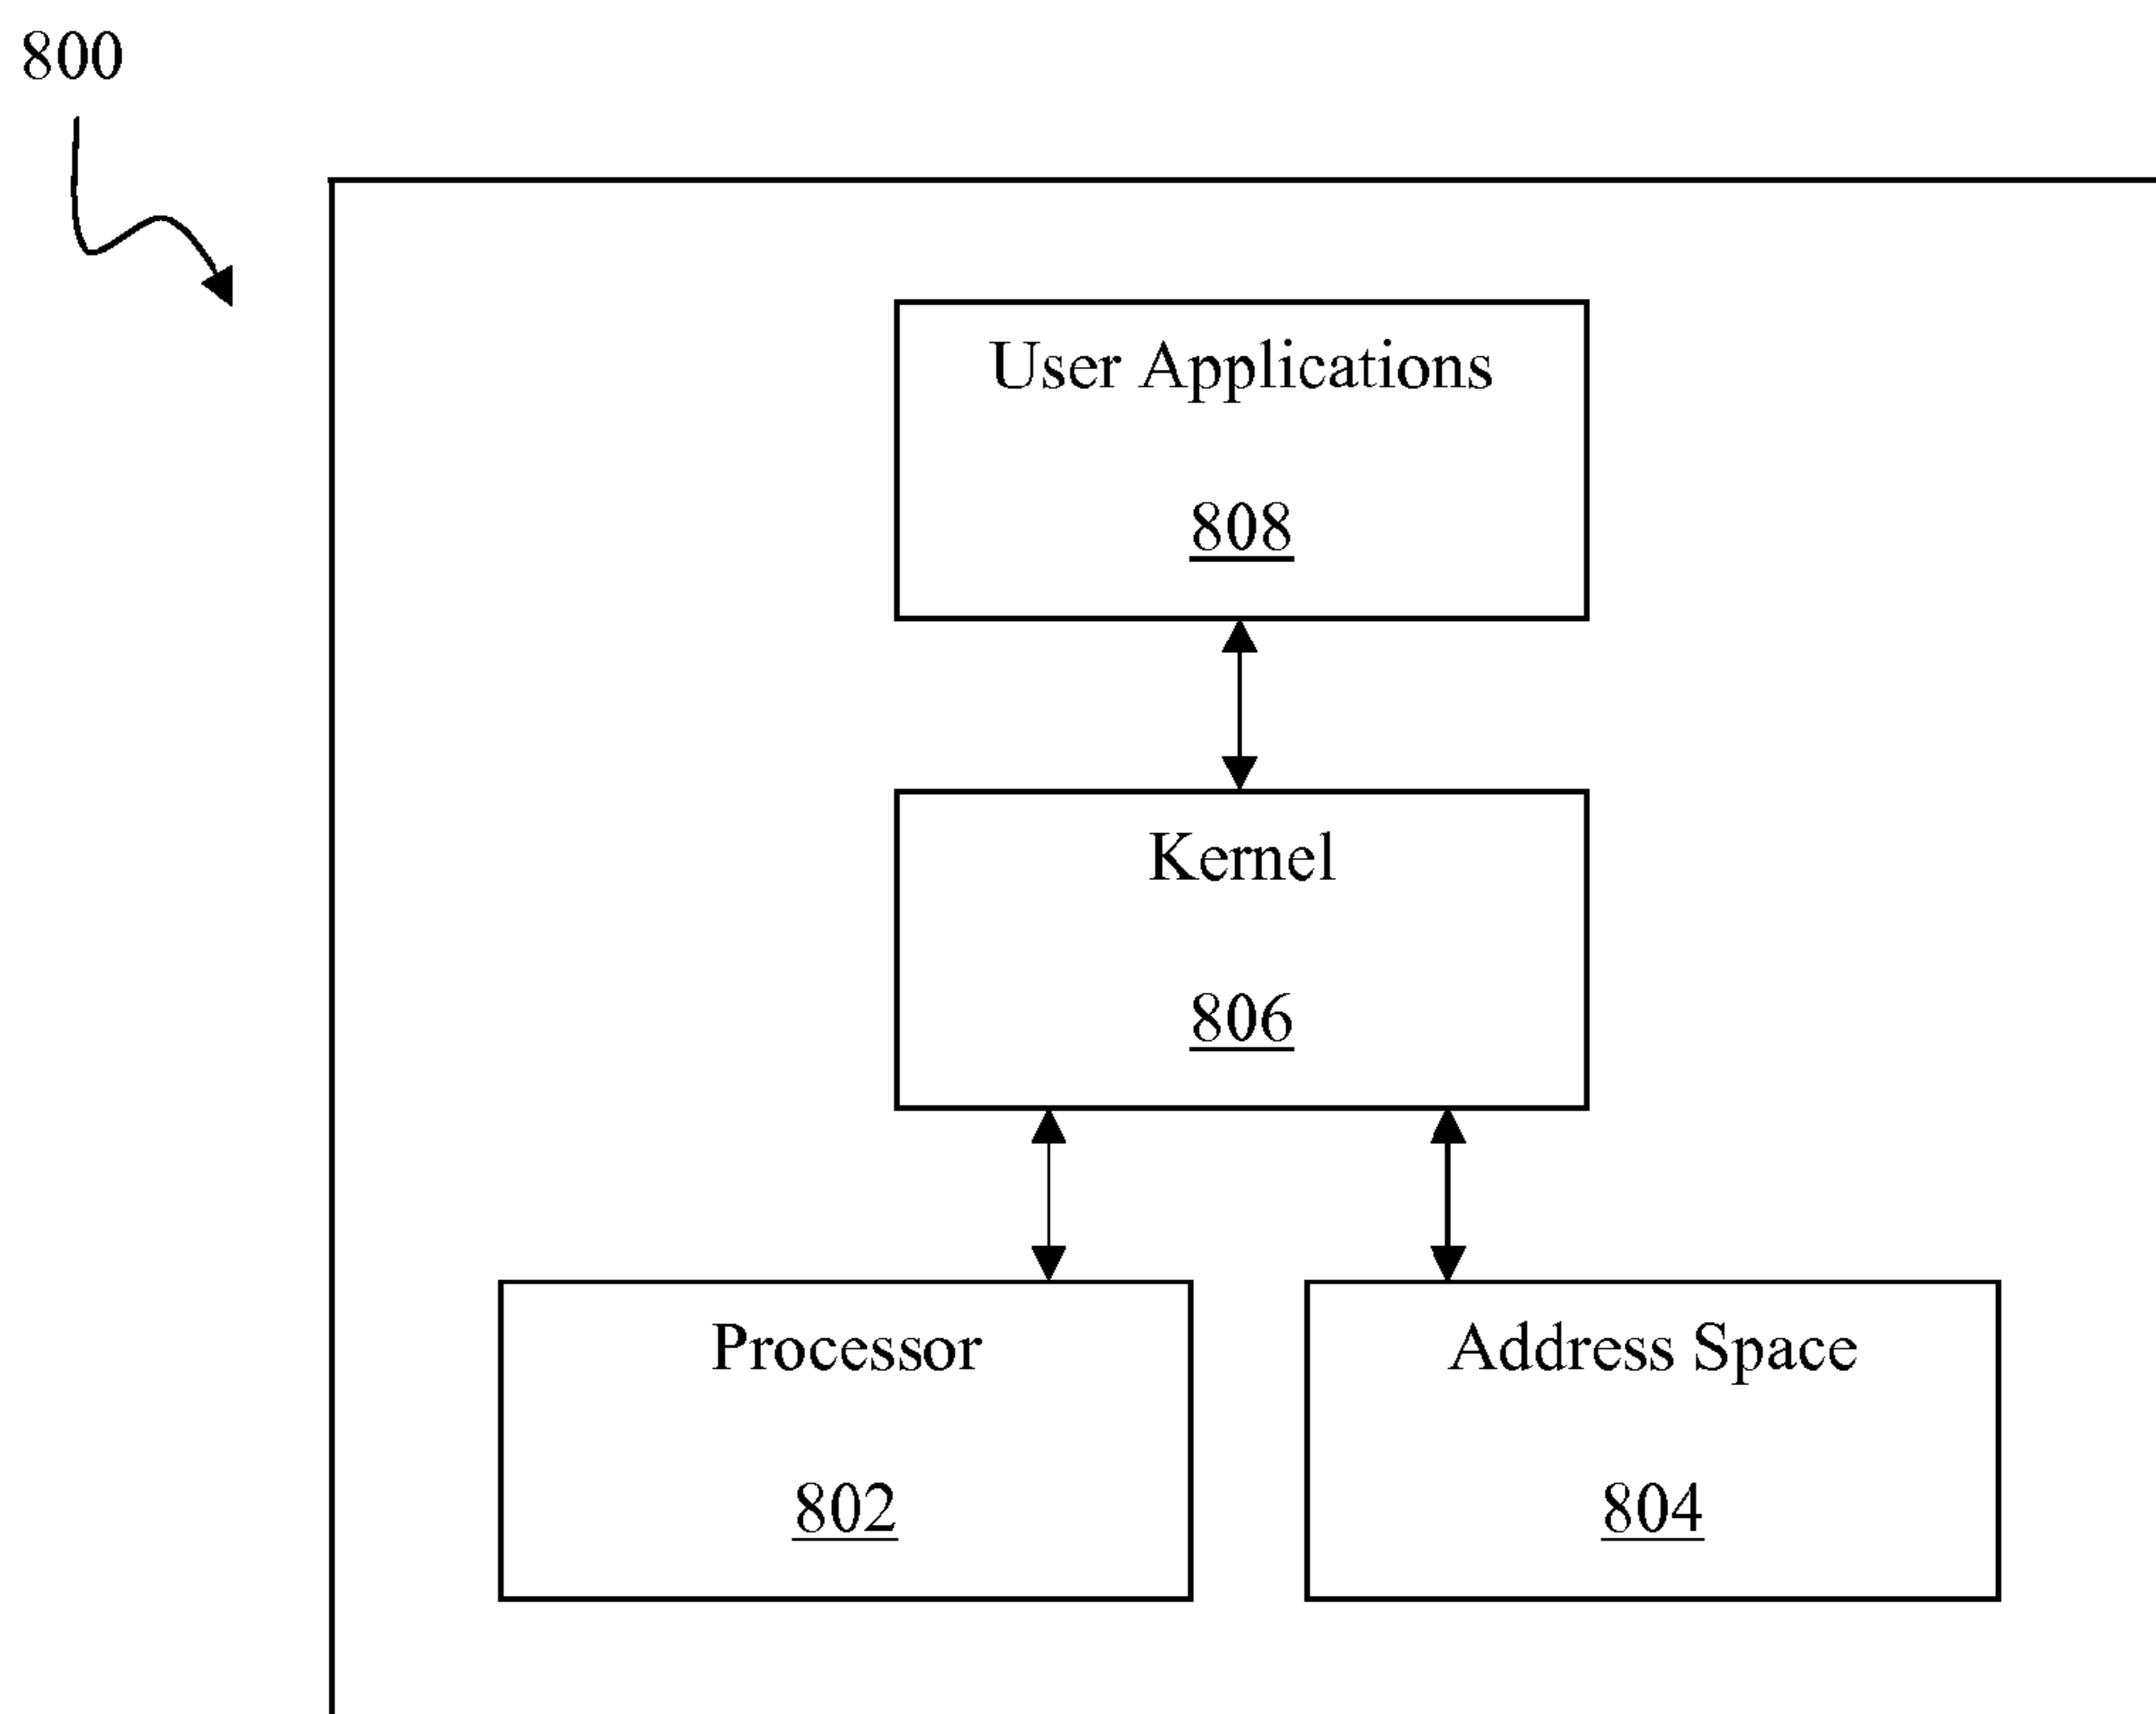 800
User Applications
808
Kernel
806
Processor
802
Address Space
804